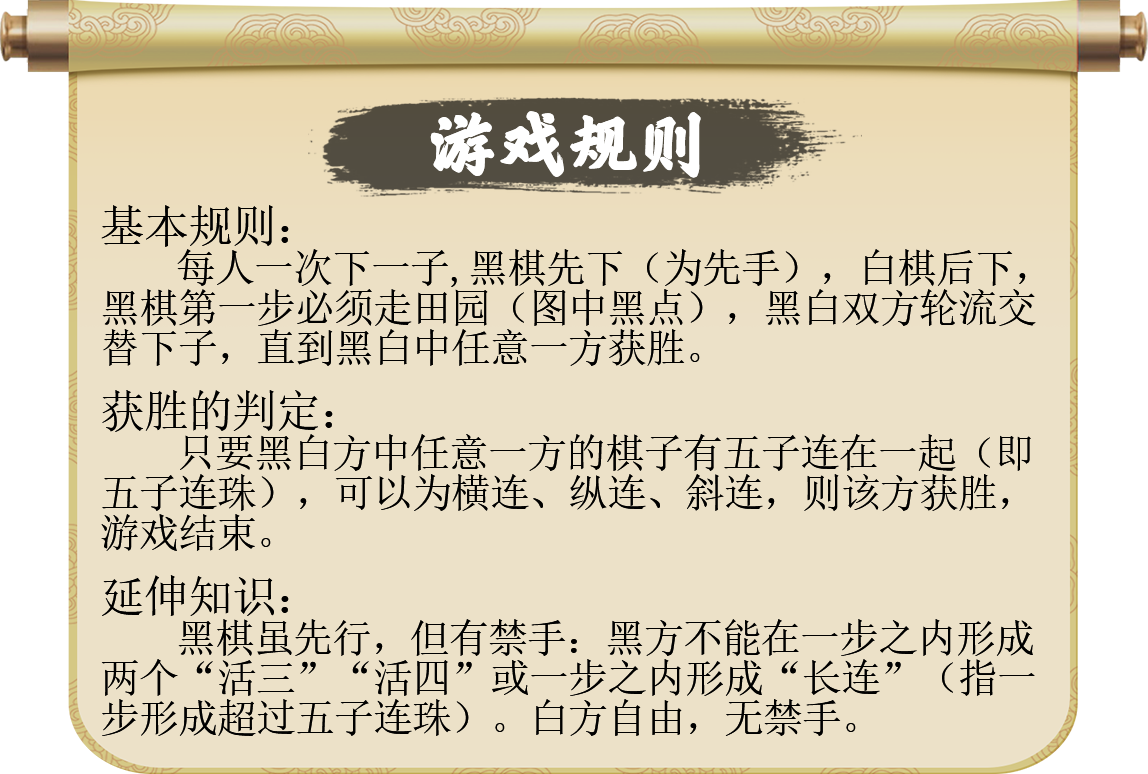 游戏规则
基本规则：
每人一次下一子,黑棋先下（为先手），白棋后下，
黑棋第一步必须走田园（图中黑点），黑白双方轮流交
替下子，直到黑白中任意一方获胜。
获胜的判定：
只要黑白方中任意一方的棋子有五子连在一起（即
五子连珠），可以为横连、纵连、斜连，则该方获胜，
游戏结束。
延伸知识：
黑棋虽先行，但有禁手：黑方不能在一步之内形成
两个“活三”“活四”或一步之内形成“长连”（指一
步形成超过五子连珠）。白方自由，无禁手。